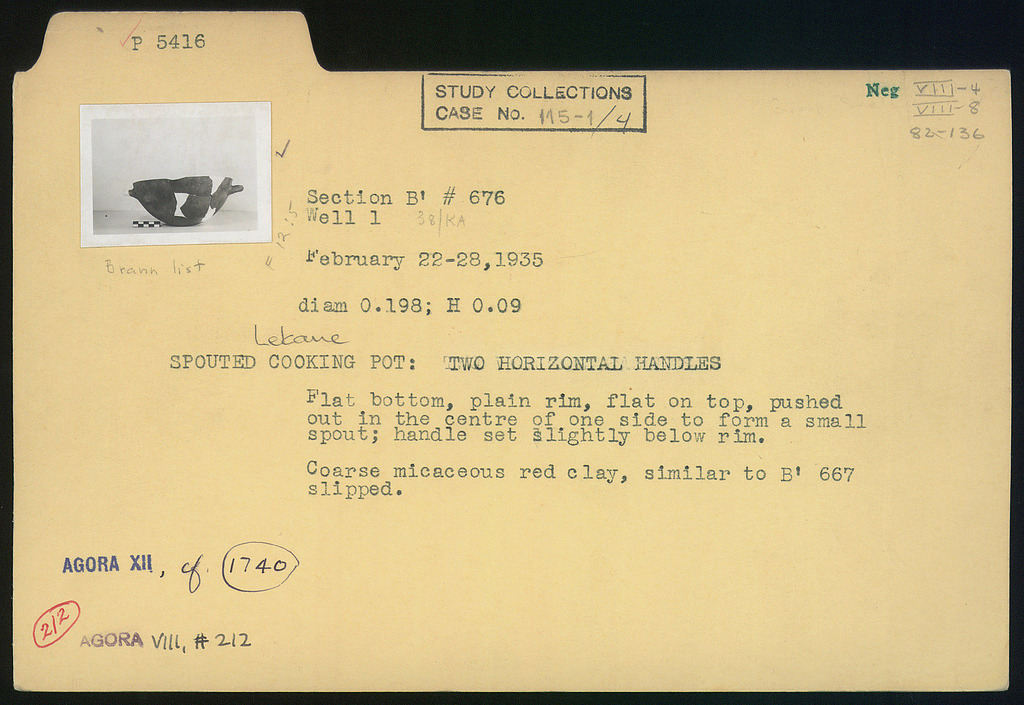 P 5416
STUDY COLLECTIONS
CASE No. 115-1/4
Neg VIII-4
VIII-8
82-136
Section B' # 676
Well 1 38/KA
February 22-28,1935
Brann list
diam 0.198; H 0.09
Lekane
SPOUTED COOKING POT: TWO HORIZONTAL HANDLES
Flat bottom, plain rim, flat on top, pushed
out in the centre of one side to form a small
spout; handle set slightly below rim.
Coarse micaceous red clay, similar to B' 667
slipped.
AGORA XII, cf. 1740
212
AGORA VIII, # 212